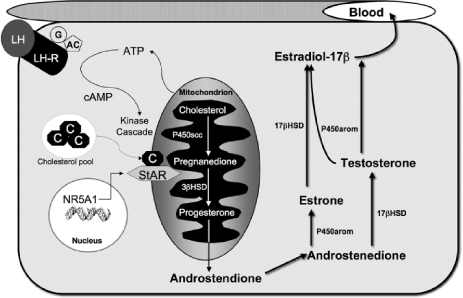 Blood
LH
G
AC
LH-R
ATP
Estradiol-17β
Mitochondrion
cAMP
Cholesterol
Kinase
Cascade
P450scc
17βHSD
P450arom
C
C C
Cholesterol pool
C
Pregnanedione
Testosterone
StAR
3βHSD
NR5A1
Estrone
Progesterone
17βHSD
P450arom
Nucleus
Androstenedione
Androstendione